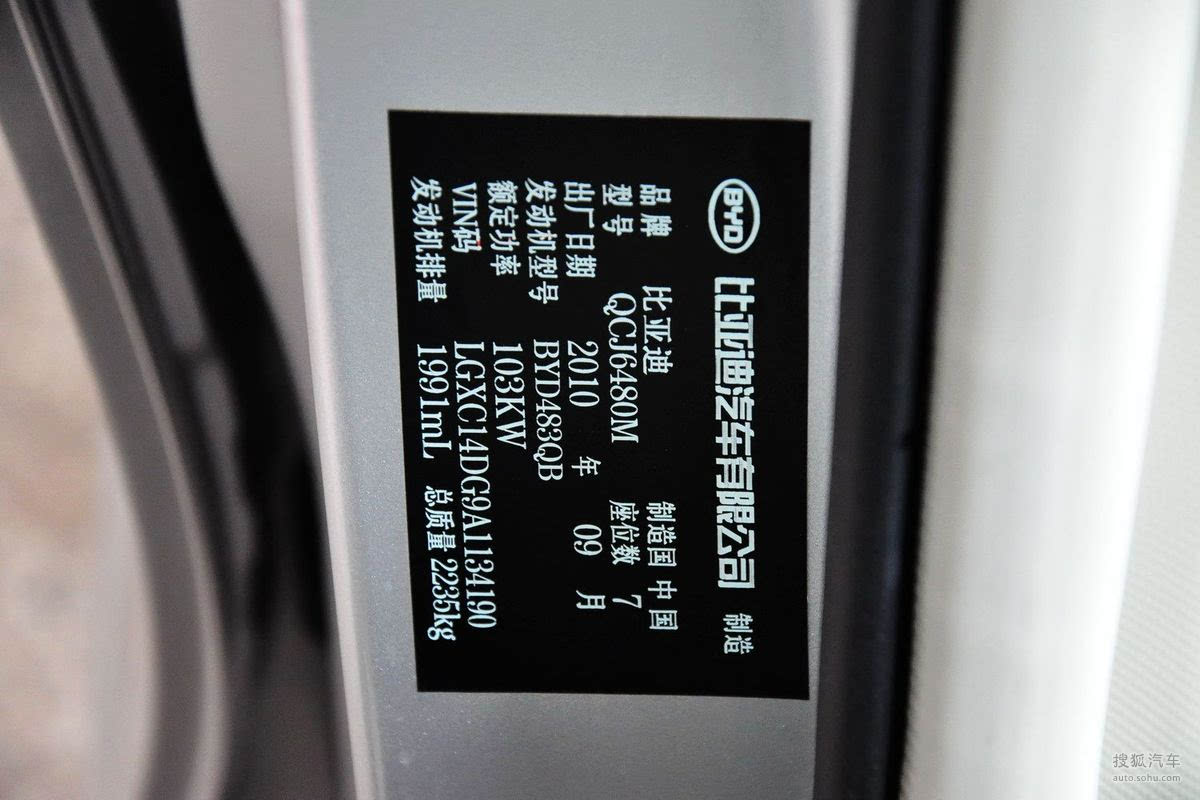 BYD 比亚迪汽车有限公司 制造
品牌 比亚迪 制造国 中国
型号 QCJ6480M 座位数 7
出厂日期 2010 年 09 月
发动机型号 BYD483QB
额定功率 103KW
VIN码 LGXC14DG9A1134190
发动机排量 1991mL 总质量 2235kg
搜狐汽车
auto.sohu.com